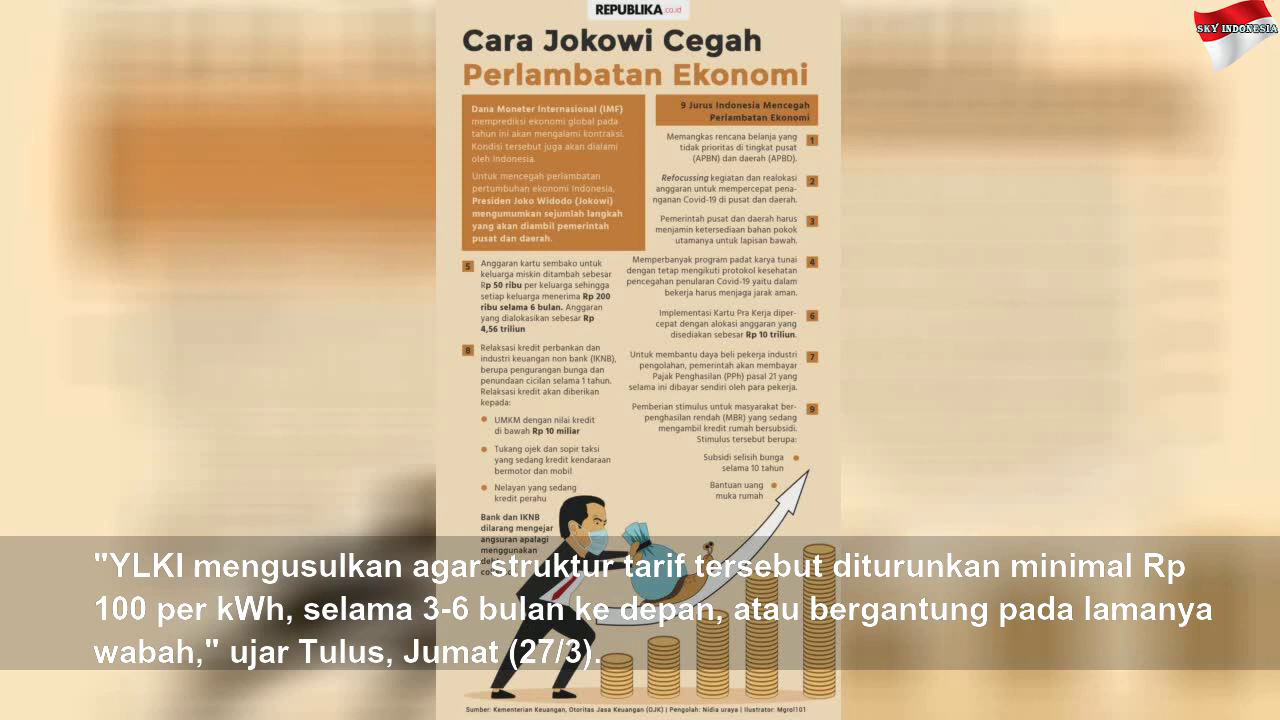 REPUBLIKA.co.id
SKY INDONESIA
Cara Jokowi Cegah
Perlambatan Ekonomi
Dana Moneter Internasional (IMF)
memprediksi ekonomi global pada
tahun ini akan mengalami kontraksi.
Kondisi tersebut juga akan dialami
oleh Indonesia.
Untuk mencegah perlambatan
pertumbuhan ekonomi Indonesia,
Presiden Joko Widodo (Jokowi)
mengumumkan sejumlah langkah
yang akan diambil pemerintah
pusat dan daerah.
9 Jurus Indonesia Mencegah
Perlambatan Ekonomi
1
Memangkas rencana belanja yang
tidak prioritas di tingkat pusat
(APBN) dan daerah (APBD).
2
Refocussing kegiatan dan realokasi
anggaran untuk mempercepat pena-
nganan Covid-19 di pusat dan daerah.
3
Pemerintah pusat dan daerah harus
menjamin ketersediaan bahan pokok
utamanya untuk lapisan bawah.
4
Memperbanyak program padat karya tunai
dengan tetap mengikuti protokol kesehatan
pencegahan penularan Covid-19 yaitu dalam
bekerja harus menjaga jarak aman.
5
Anggaran kartu sembako untuk
keluarga miskin ditambah sebesar
Rp 50 ribu per keluarga sehingga
setiap keluarga menerima Rp 200
ribu selama 6 bulan. Anggaran
yang dialokasikan sebesar Rp
4,56 triliun
6
Implementasi Kartu Pra Kerja diper-
cepat dengan alokasi anggaran yang
disediakan sebesar Rp 10 triliun.
7
Untuk membantu daya beli pekerja industri
pengolahan, pemerintah akan membayar
Pajak Penghasilan (PPh) pasal 21 yang
selama ini dibayar sendiri oleh para pekerja.
8
Relaksasi kredit perbankan dan
industri keuangan non bank (IKNB),
berupa pengurangan bunga dan
penundaan cicilan selama 1 tahun.
Relaksasi kredit akan diberikan
kepada:
UMKM dengan nilai kredit
di bawah Rp 10 miliar
Tukang ojek dan sopir taksi
yang sedang kredit kendaraan
bermotor dan mobil
Nelayan yang sedang
kredit perahu
Bank dan IKNB
dilarang mengejar
angsuran apalagi
menggunakan
9
Pemberian stimulus untuk masyarakat ber-
penghasilan rendah (MBR) yang sedang
mengambil kredit rumah bersubsidi.
Stimulus tersebut berupa:
Subsidi selisih bunga
selama 10 tahun
Bantuan uang
muka rumah
"YLKI mengusulkan agar struktur tarif tersebut diturunkan minimal Rp
100 per kWh, selama 3-6 bulan ke depan, atau bergantung pada lamanya
wabah," ujar Tulus, Jumat (27/3).
Sumber: Kementerian Keuangan, Otoritas Jasa Keuangan (OJK) | Pengolah: Nidia uraya | Ilustrator: Mgrol101